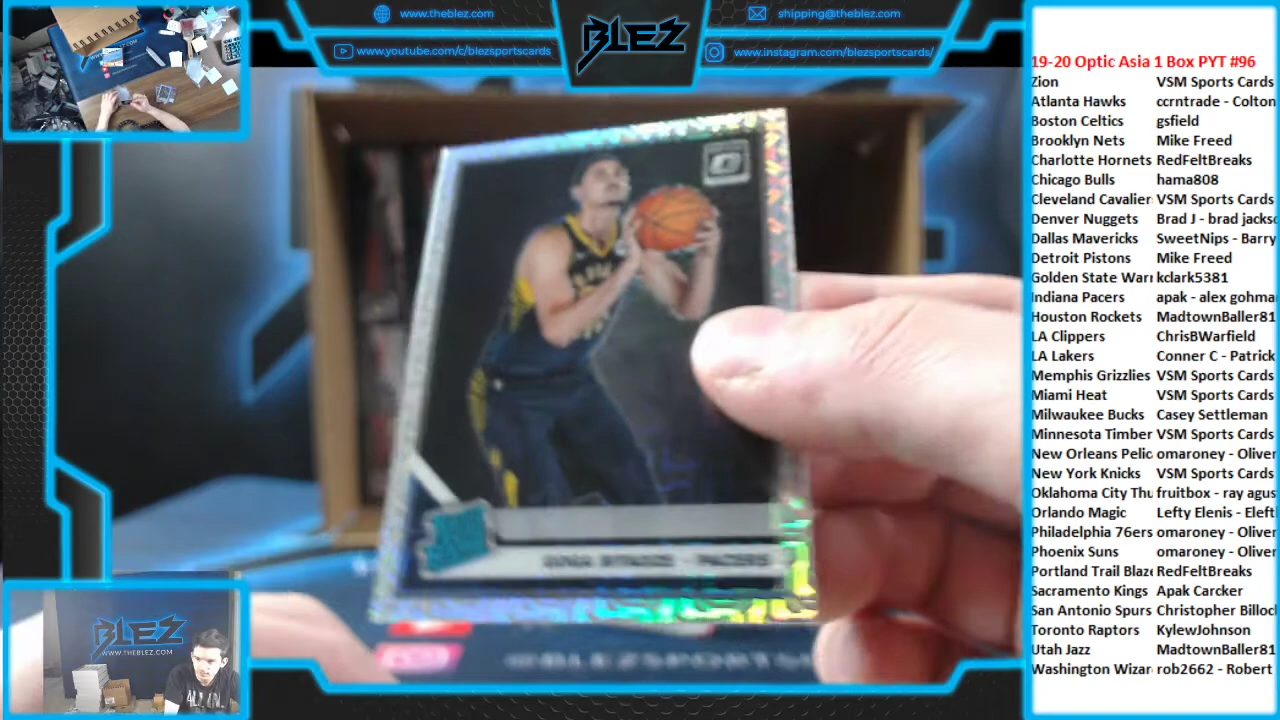 www.theblez.com
www.youtube.com/c/blezsportscards
BLEZ
shipping@theblez.com
www.instagram.com/blezsportscards/
19-20 Optic Asia 1 Box PYT #96
Zion VSM Sports Cards
Atlanta Hawks ccrntrade - Colton
Boston Celtics gsfield
Brooklyn Nets Mike Freed
Charlotte Hornets RedFeltBreaks
Chicago Bulls hama808
Cleveland Cavalier VSM Sports Cards
Denver Nuggets Brad J - brad jackso
Dallas Mavericks SweetNips - Barry
Detroit Pistons Mike Freed
Golden State Warr kclark5381
Indiana Pacers apak - alex gohma
Houston Rockets MadtownBaller81
LA Clippers ChrisBWarfield
LA Lakers Conner C - Patrick
Memphis Grizzlies VSM Sports Cards
Miami Heat VSM Sports Cards
Milwaukee Bucks Casey Settleman
Minnesota Timber VSM Sports Cards
New Orleans Pelic omaroney - Oliver
New York Knicks VSM Sports Cards
Oklahoma City Thu fruitbox - ray agus
Orlando Magic Lefty Elenis - Eleft
Philadelphia 76ers omaroney - Oliver
Phoenix Suns omaroney - Oliver
Portland Trail Blaze RedFeltBreaks
Sacramento Kings Apak Carcker
San Antonio Spurs Christopher Billock
Toronto Raptors KylewJohnson
Utah Jazz MadtownBaller81
Washington Wizar rob2662 - Robert
PACERS
@BLEZSPORTS
BLEZ
WWW.THEBLEZ.COM